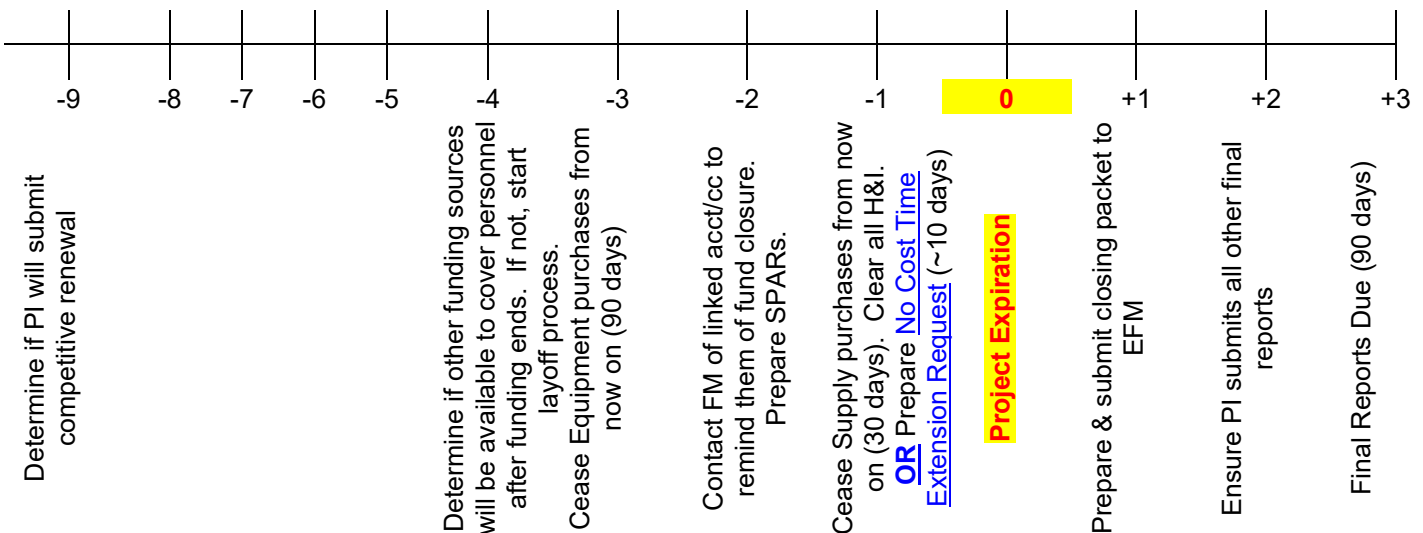 -9
-8
-7
-6
-5
-4
-3
-2
-1
0
+1
+2
+3
Determine if PI will submit
competitive renewal
Determine if other funding sources
will be available to cover personnel
after funding ends.  If not, start
layoff process.
Cease Equipment purchases from
now on (90 days)
Contact FM of linked acct/cc to
remind them of fund closure.
Prepare SPARs.
Cease Supply purchases from now
on (30 days).  Clear all H&I.
OR Prepare No Cost Time
Extension Request (~10 days)
Project Expiration
Prepare & submit closing packet to
EFM
Ensure PI submits all other final
reports
Final Reports Due (90 days)